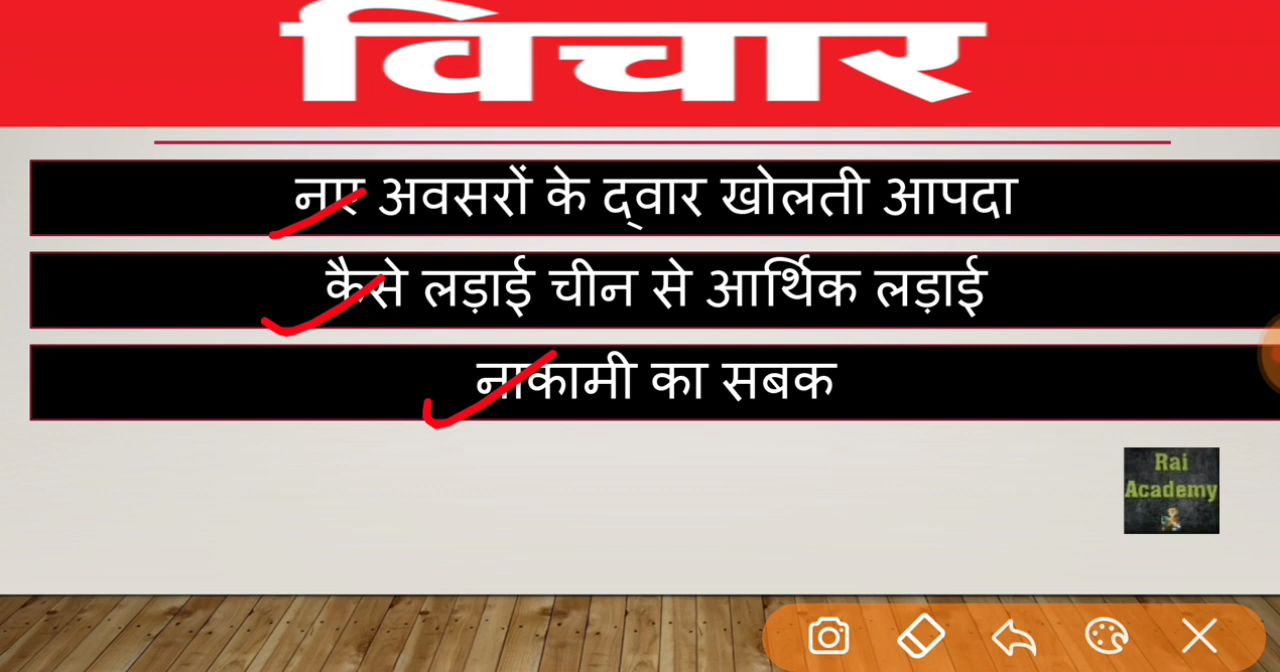 विचार
नए अवसरों के द्वार खोलती आपदा
कैसे लड़ाई चीन से आर्थिक लड़ाई
नाकामी का सबक
Rai
Academy